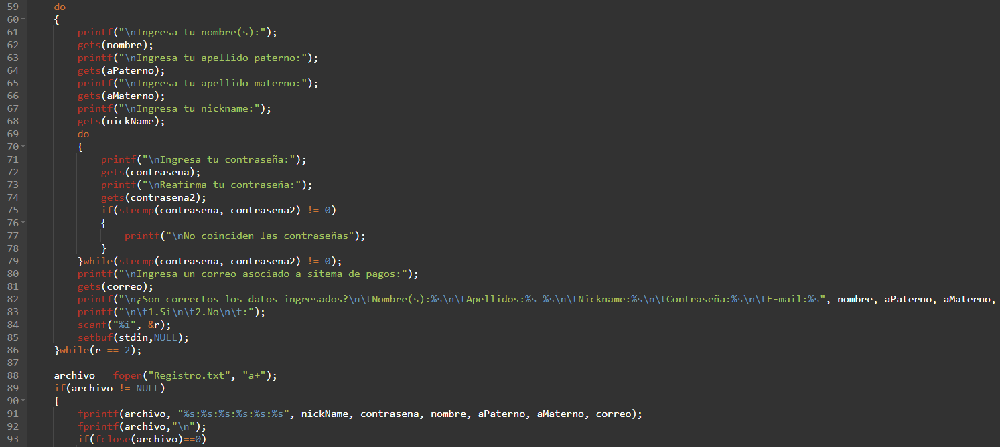 59 do
60 {
61 printf("\nIngresa tu nombre(s):");
62 gets(nombre);
63 printf("\nIngresa tu apellido paterno:");
64 gets(aPaterno);
65 printf("\nIngresa tu apellido materno:");
66 gets(aMaterno);
67 printf("\nIngresa tu nickname:");
68 gets(nickName);
69 do
70 {
71 printf("\nIngresa tu contraseña:");
72 gets(contrasena);
73 printf("\nReafirma tu contraseña:");
74 gets(contrasena2);
75 if(strcmp(contrasena, contrasena2) != 0)
76 {
77 printf("\nNo coinciden las contraseñas");
78 }
79 }while(strcmp(contrasena, contrasena2) != 0);
80 printf("\nIngresa un correo asociado a sitema de pagos:");
81 gets(correo);
82 printf("\n¿Son correctos los datos ingresados?\n\tNombre(s):%s\n\tApellidos:%s %s\n\tNickname:%s\n\tContraseña:%s\n\tE-mail:%s", nombre, aPaterno, aMaterno,
83 printf("\n\t1.Si\n\t2.No\n\t:");
84 scanf("%i", &r);
85 setbuf(stdin,NULL);
86 }while(r == 2);
87
88 archivo = fopen("Registro.txt", "a+");
89 if(archivo != NULL)
90 {
91 fprintf(archivo, "%s:%s:%s:%s:%s:%s", nickName, contrasena, nombre, aPaterno, aMaterno, correo);
92 fprintf(archivo,"\n");
93 if(fclose(archivo)==0)